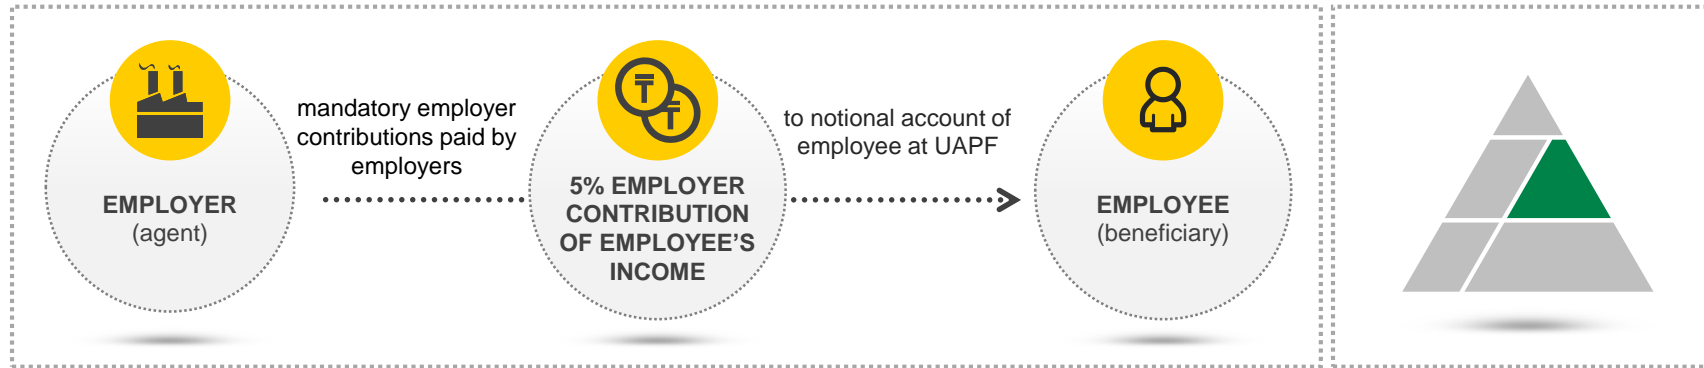 EMPLOYER
(agent)
mandatory employer
contributions paid by
employers
5% EMPLOYER
CONTRIBUTION
OF EMPLOYEE'S
INCOME
to notional account of
employee at UAPF
EMPLOYEE
(beneficiary)